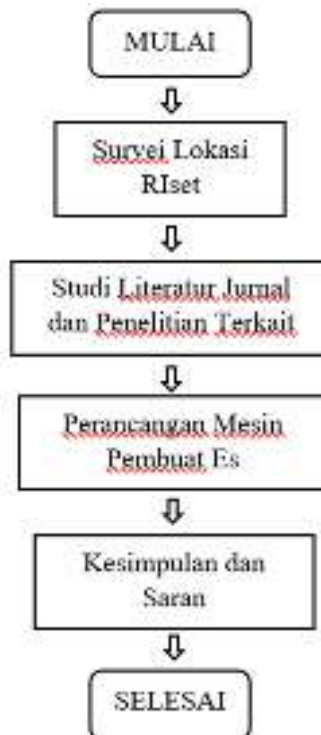 MULAI
Survei Lokasi
RIset
Studi Literatur Jurnal
dan Penelitian Terkait
Perancangan Mesin
Pembuat Es
Kesimpulan dan
Saran
SELESAI